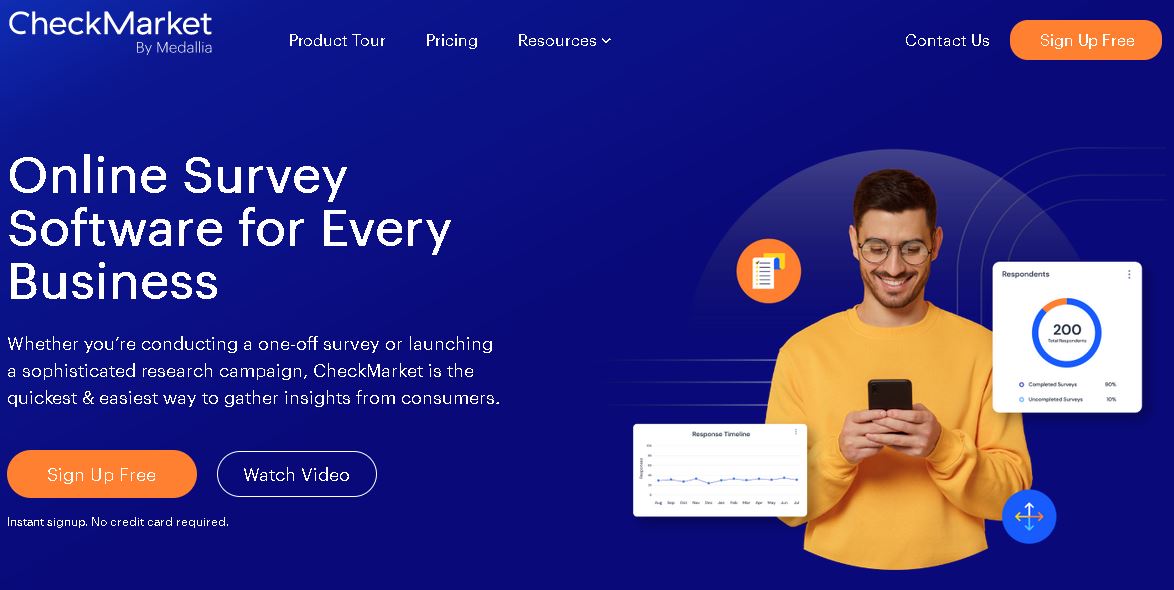 CheckMarket
By Medallia
Product Tour
Pricing
Resources
Contact Us
Sign Up Free
Online Survey
Software for Every
Business
Whether you're conducting a one-off survey or launching
a sophisticated research campaign, CheckMarket is the
quickest & easiest way to gather insights from consumers.
Sign Up Free
Watch Video
Instant signup. No credit card required.
Respondents
200
Total Respondents
Completed Surveys 90%
Uncompleted Surveys 10%
Response Timeline
Aug Sep Oct Nov Dec Jan Feb Mar Apr May Jun Jul